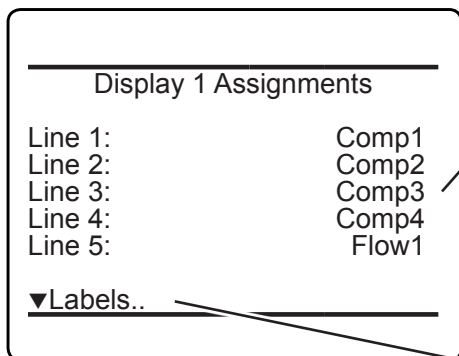 Display 1 Assignments
Line 1: Comp1
Line 2: Comp2
Line 3: Comp3
Line 4: Comp4
Line 5: Flow1
▼Labels..